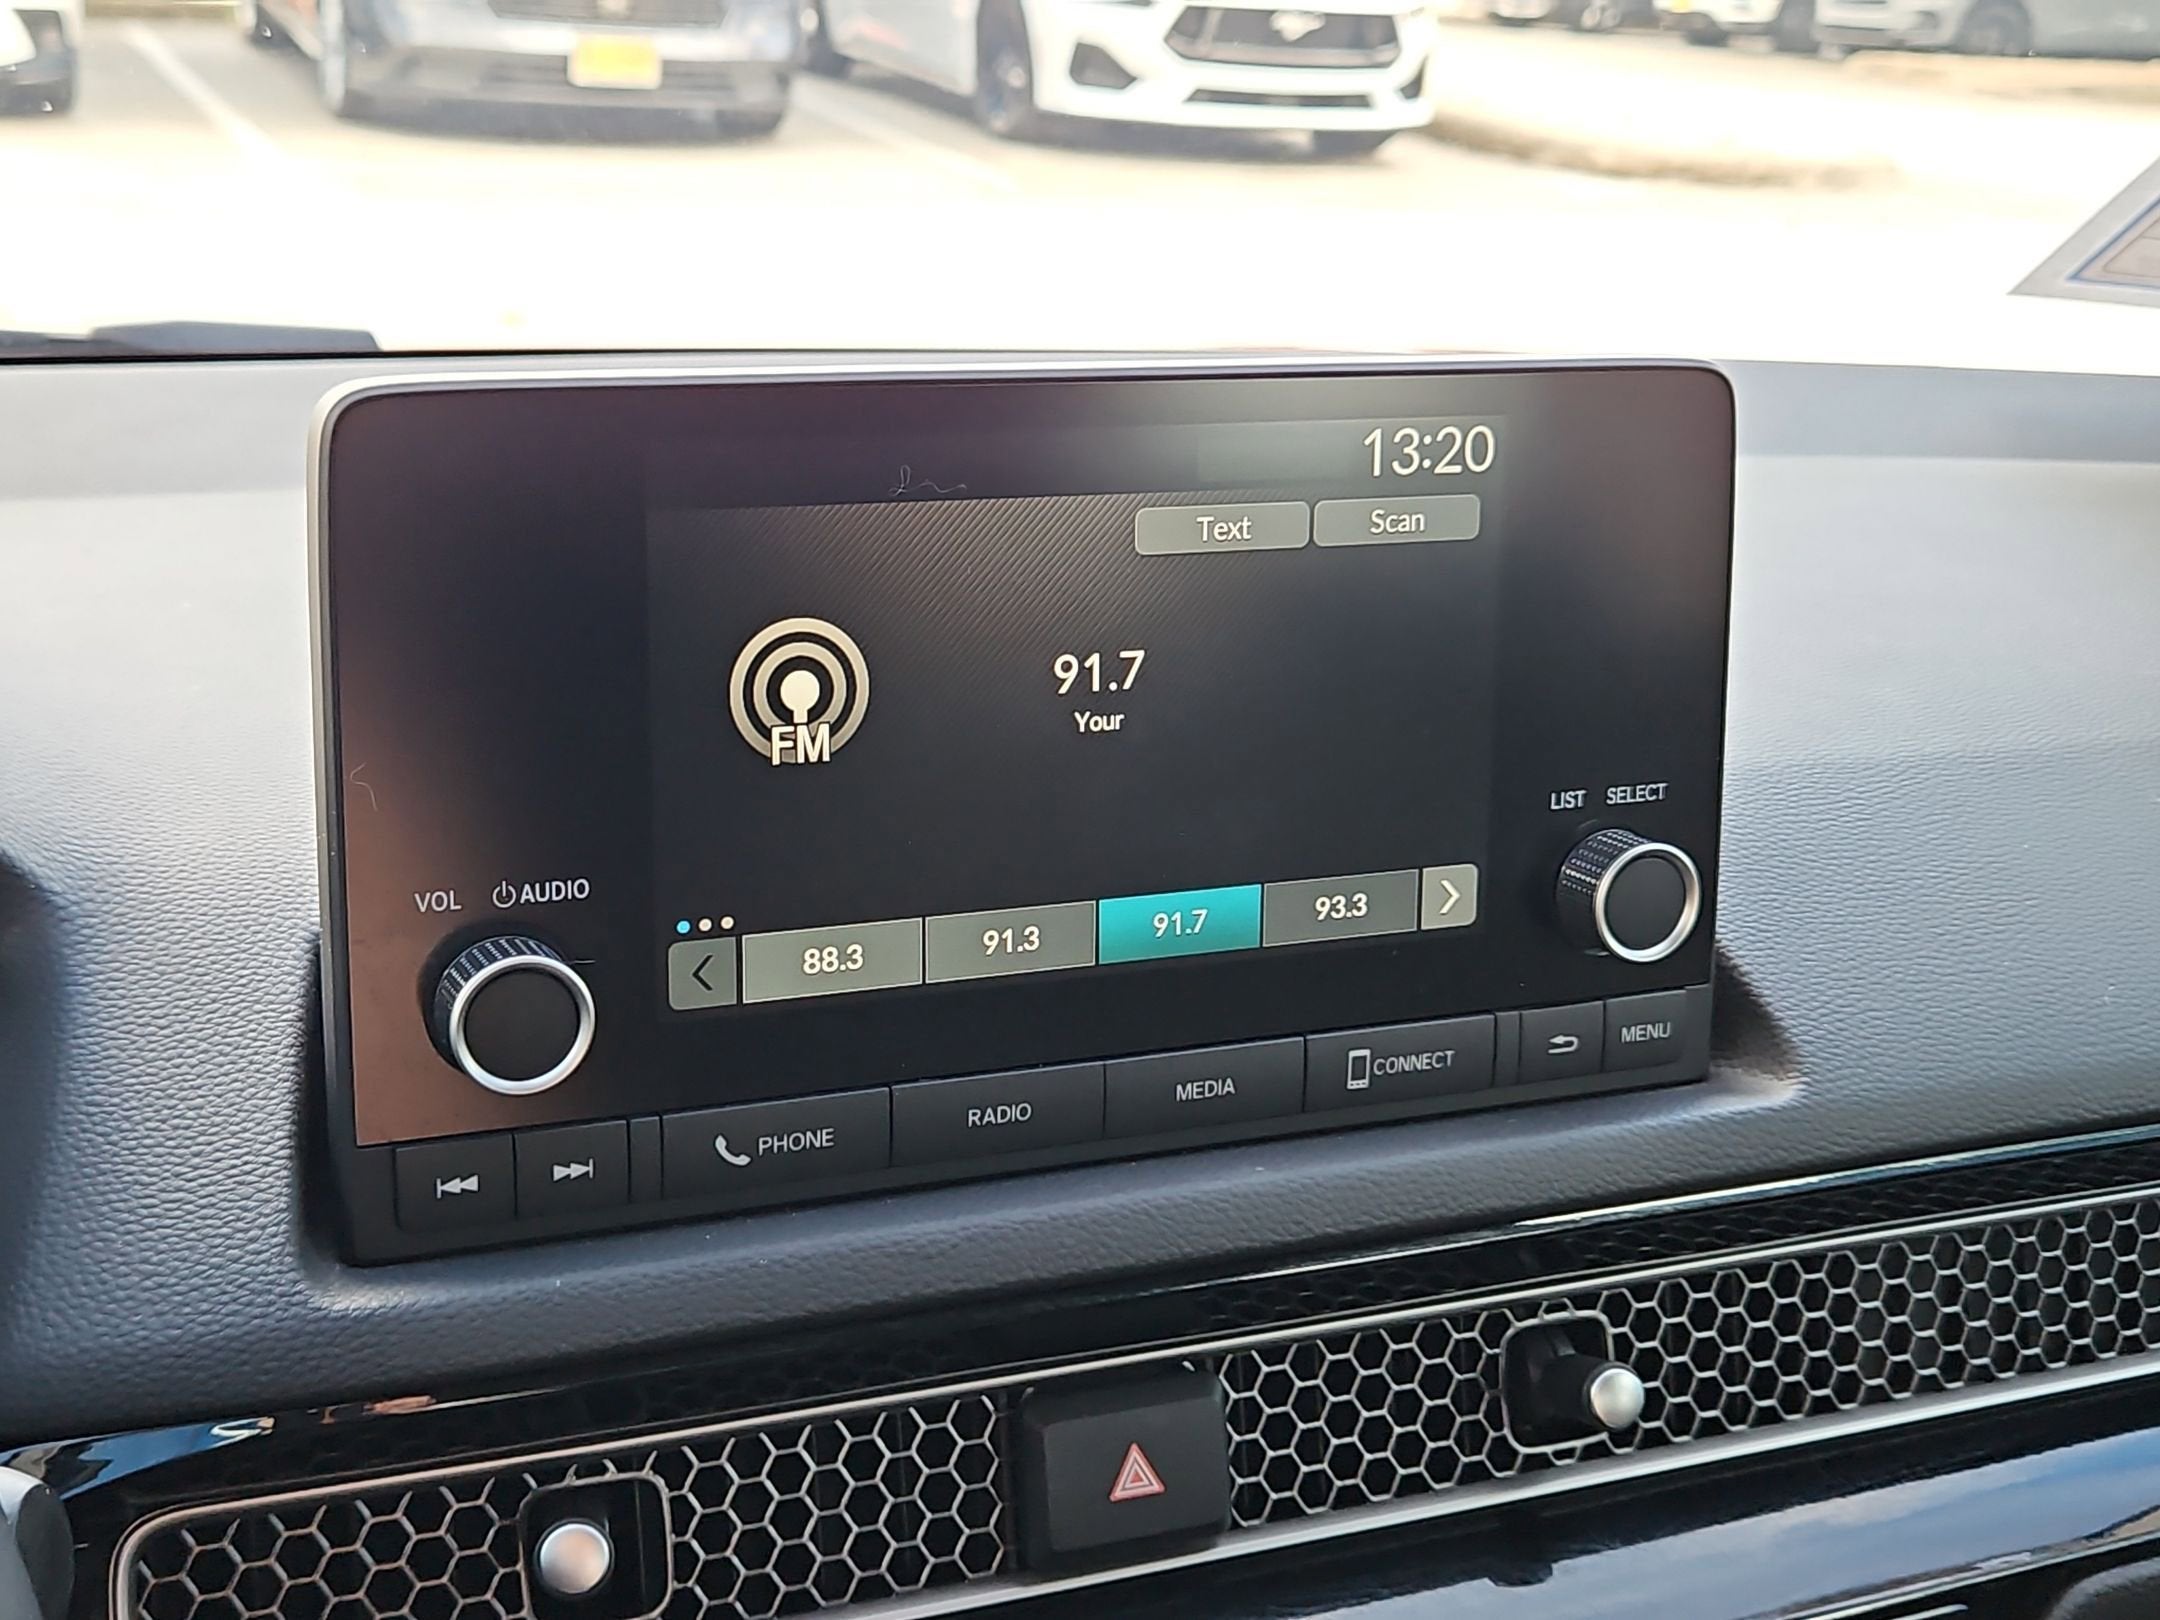 13:20
Text Scan
91.7
Your
FM
LIST SELECT
VOL AUDIO
88.3 91.3 91.7 93.3
PHONE RADIO MEDIA CONNECT MENU